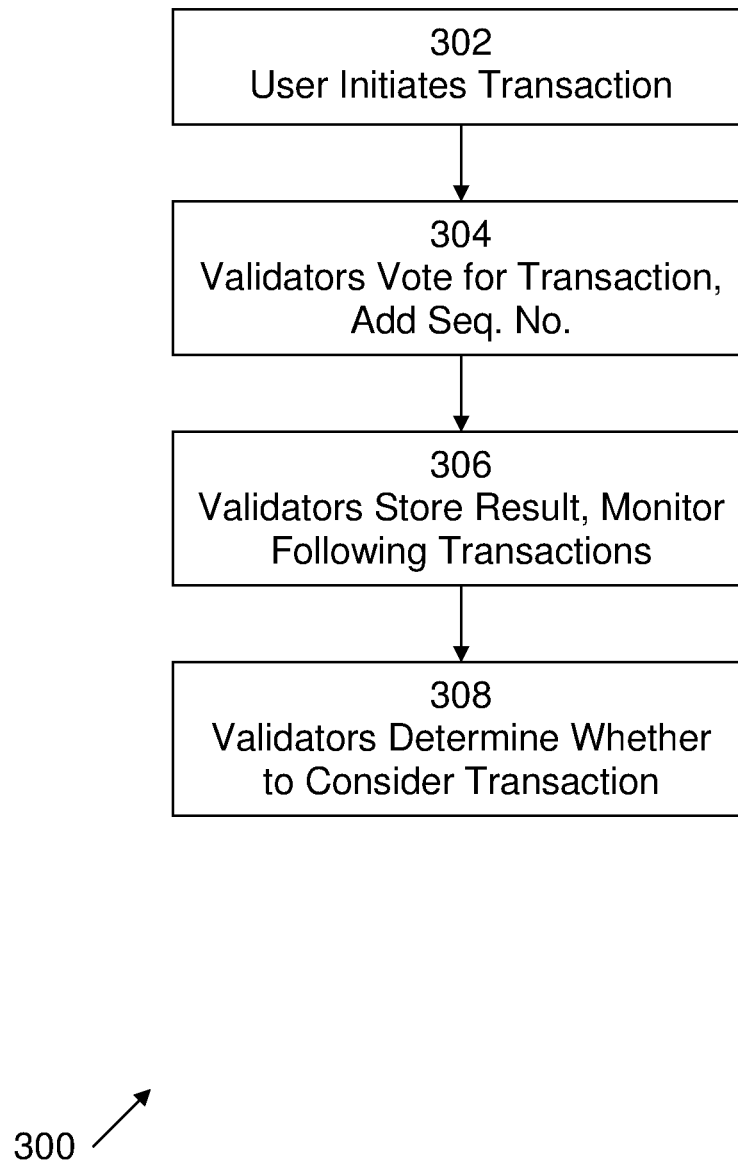 302
User Initiates Transaction
304
Validators Vote for Transaction,
Add Seq. No.
306
Validators Store Result, Monitor
Following Transactions
308
Validators Determine Whether
to Consider Transaction
300